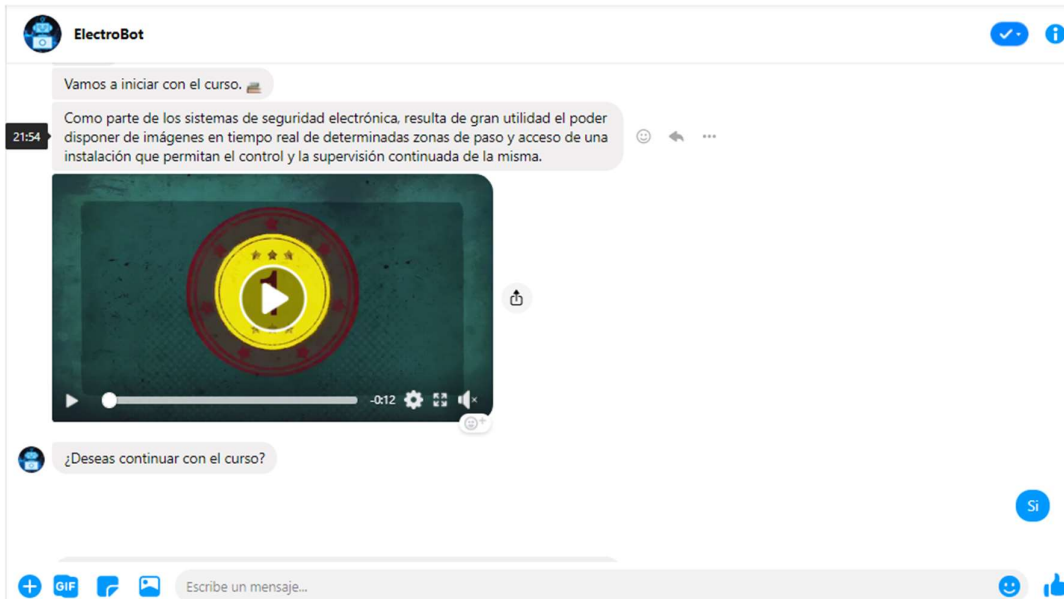 ElectroBot
Vamos a iniciar con el curso.
Como parte de los sistemas de seguridad electrónica, resulta de gran utilidad el poder
21:54
disponer de imágenes en tiempo real de determinadas zonas de paso y acceso de una
instalación que permitan el control y la supervisión continuada de la misma.
1
-0:12
¿Deseas continuar con el curso?
Si
GIF
Escribe un mensaje...